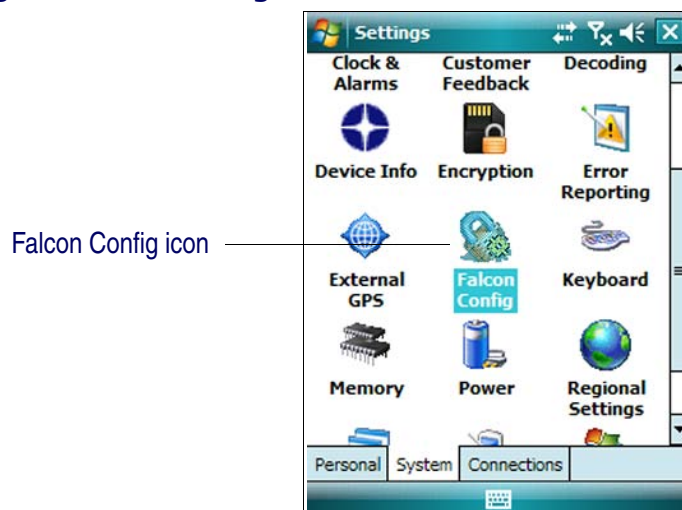 Settings
Clock & Alarms
Customer Feedback
Decoding
Device Info
Encryption
Error Reporting
Falcon Config icon
External GPS
Falcon Config
Keyboard
Memory
Power
Regional Settings
Personal System Connections